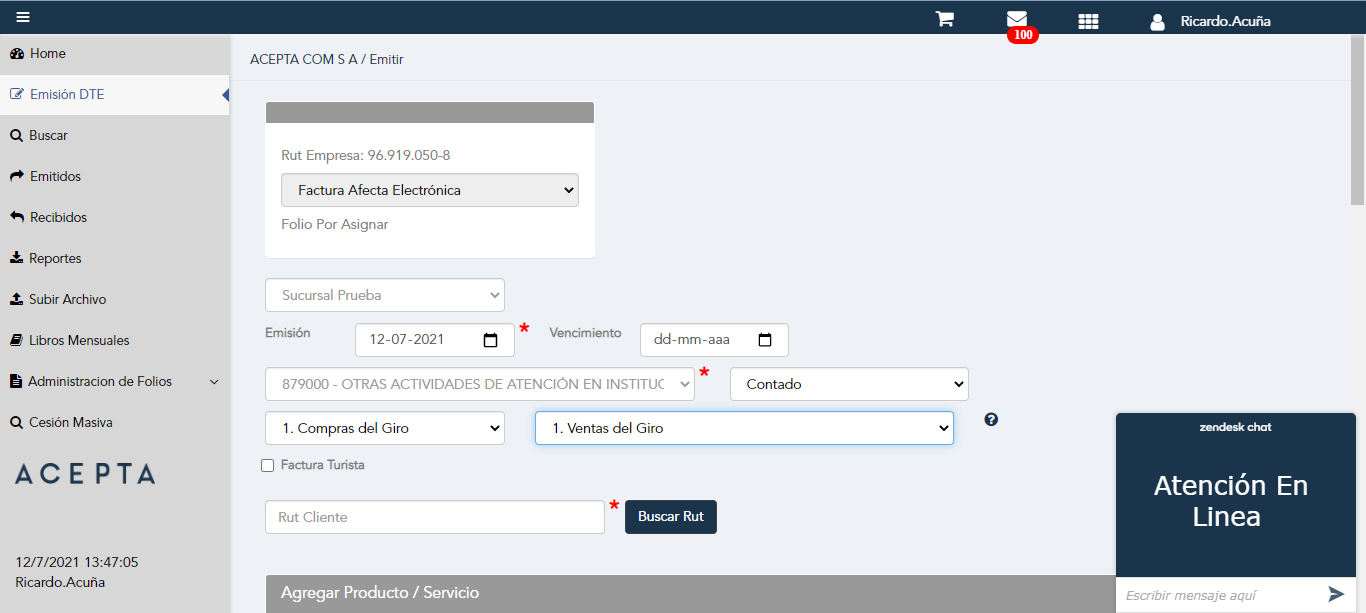 100
Ricardo.Acuña
Home
Emisión DTE
Buscar
Emitidos
Recibidos
Reportes
Subir Archivo
Libros Mensuales
Administracion de Folios
Cesión Masiva
ACEPTA
12/7/2021 13:47:05
Ricardo.Acuña
ACEPTA COM S A / Emitir
Rut Empresa: 96.919.050-8
Factura Afecta Electrónica
Folio Por Asignar
Sucursal Prueba
Emisión 12-07-2021 * Vencimiento dd-mm-aaa
879000 - OTRAS ACTIVIDADES DE ATENCIÓN EN INSTITUC * Contado
1. Compras del Giro 1. Ventas del Giro ?
Factura Turista
Rut Cliente * Buscar Rut
Agregar Producto / Servicio
zendesk chat
Atención En
Linea
Escribir mensaje aquí